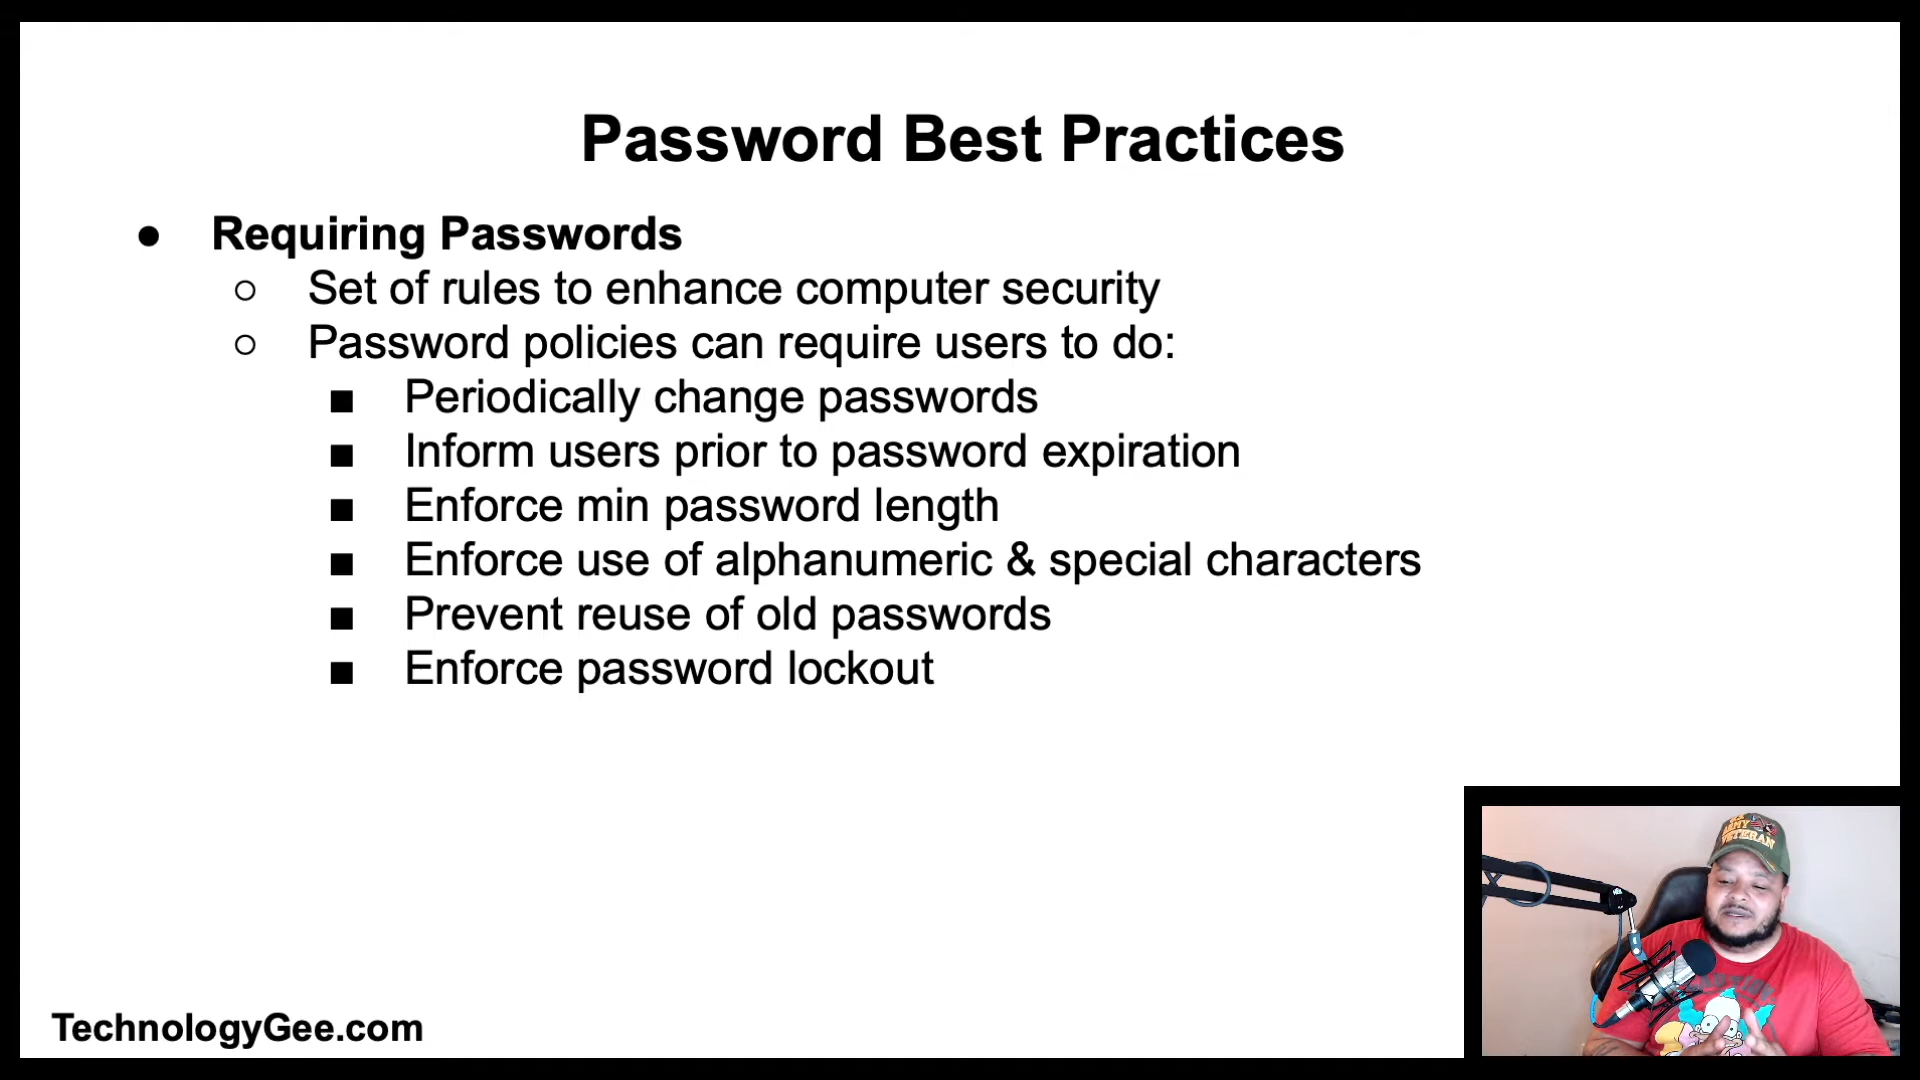 Password Best Practices
● Requiring Passwords
○ Set of rules to enhance computer security
○ Password policies can require users to do:
■ Periodically change passwords
■ Inform users prior to password expiration
■ Enforce min password length
■ Enforce use of alphanumeric & special characters
■ Prevent reuse of old passwords
■ Enforce password lockout
ARMY
VETERAN
TechnologyGee.com